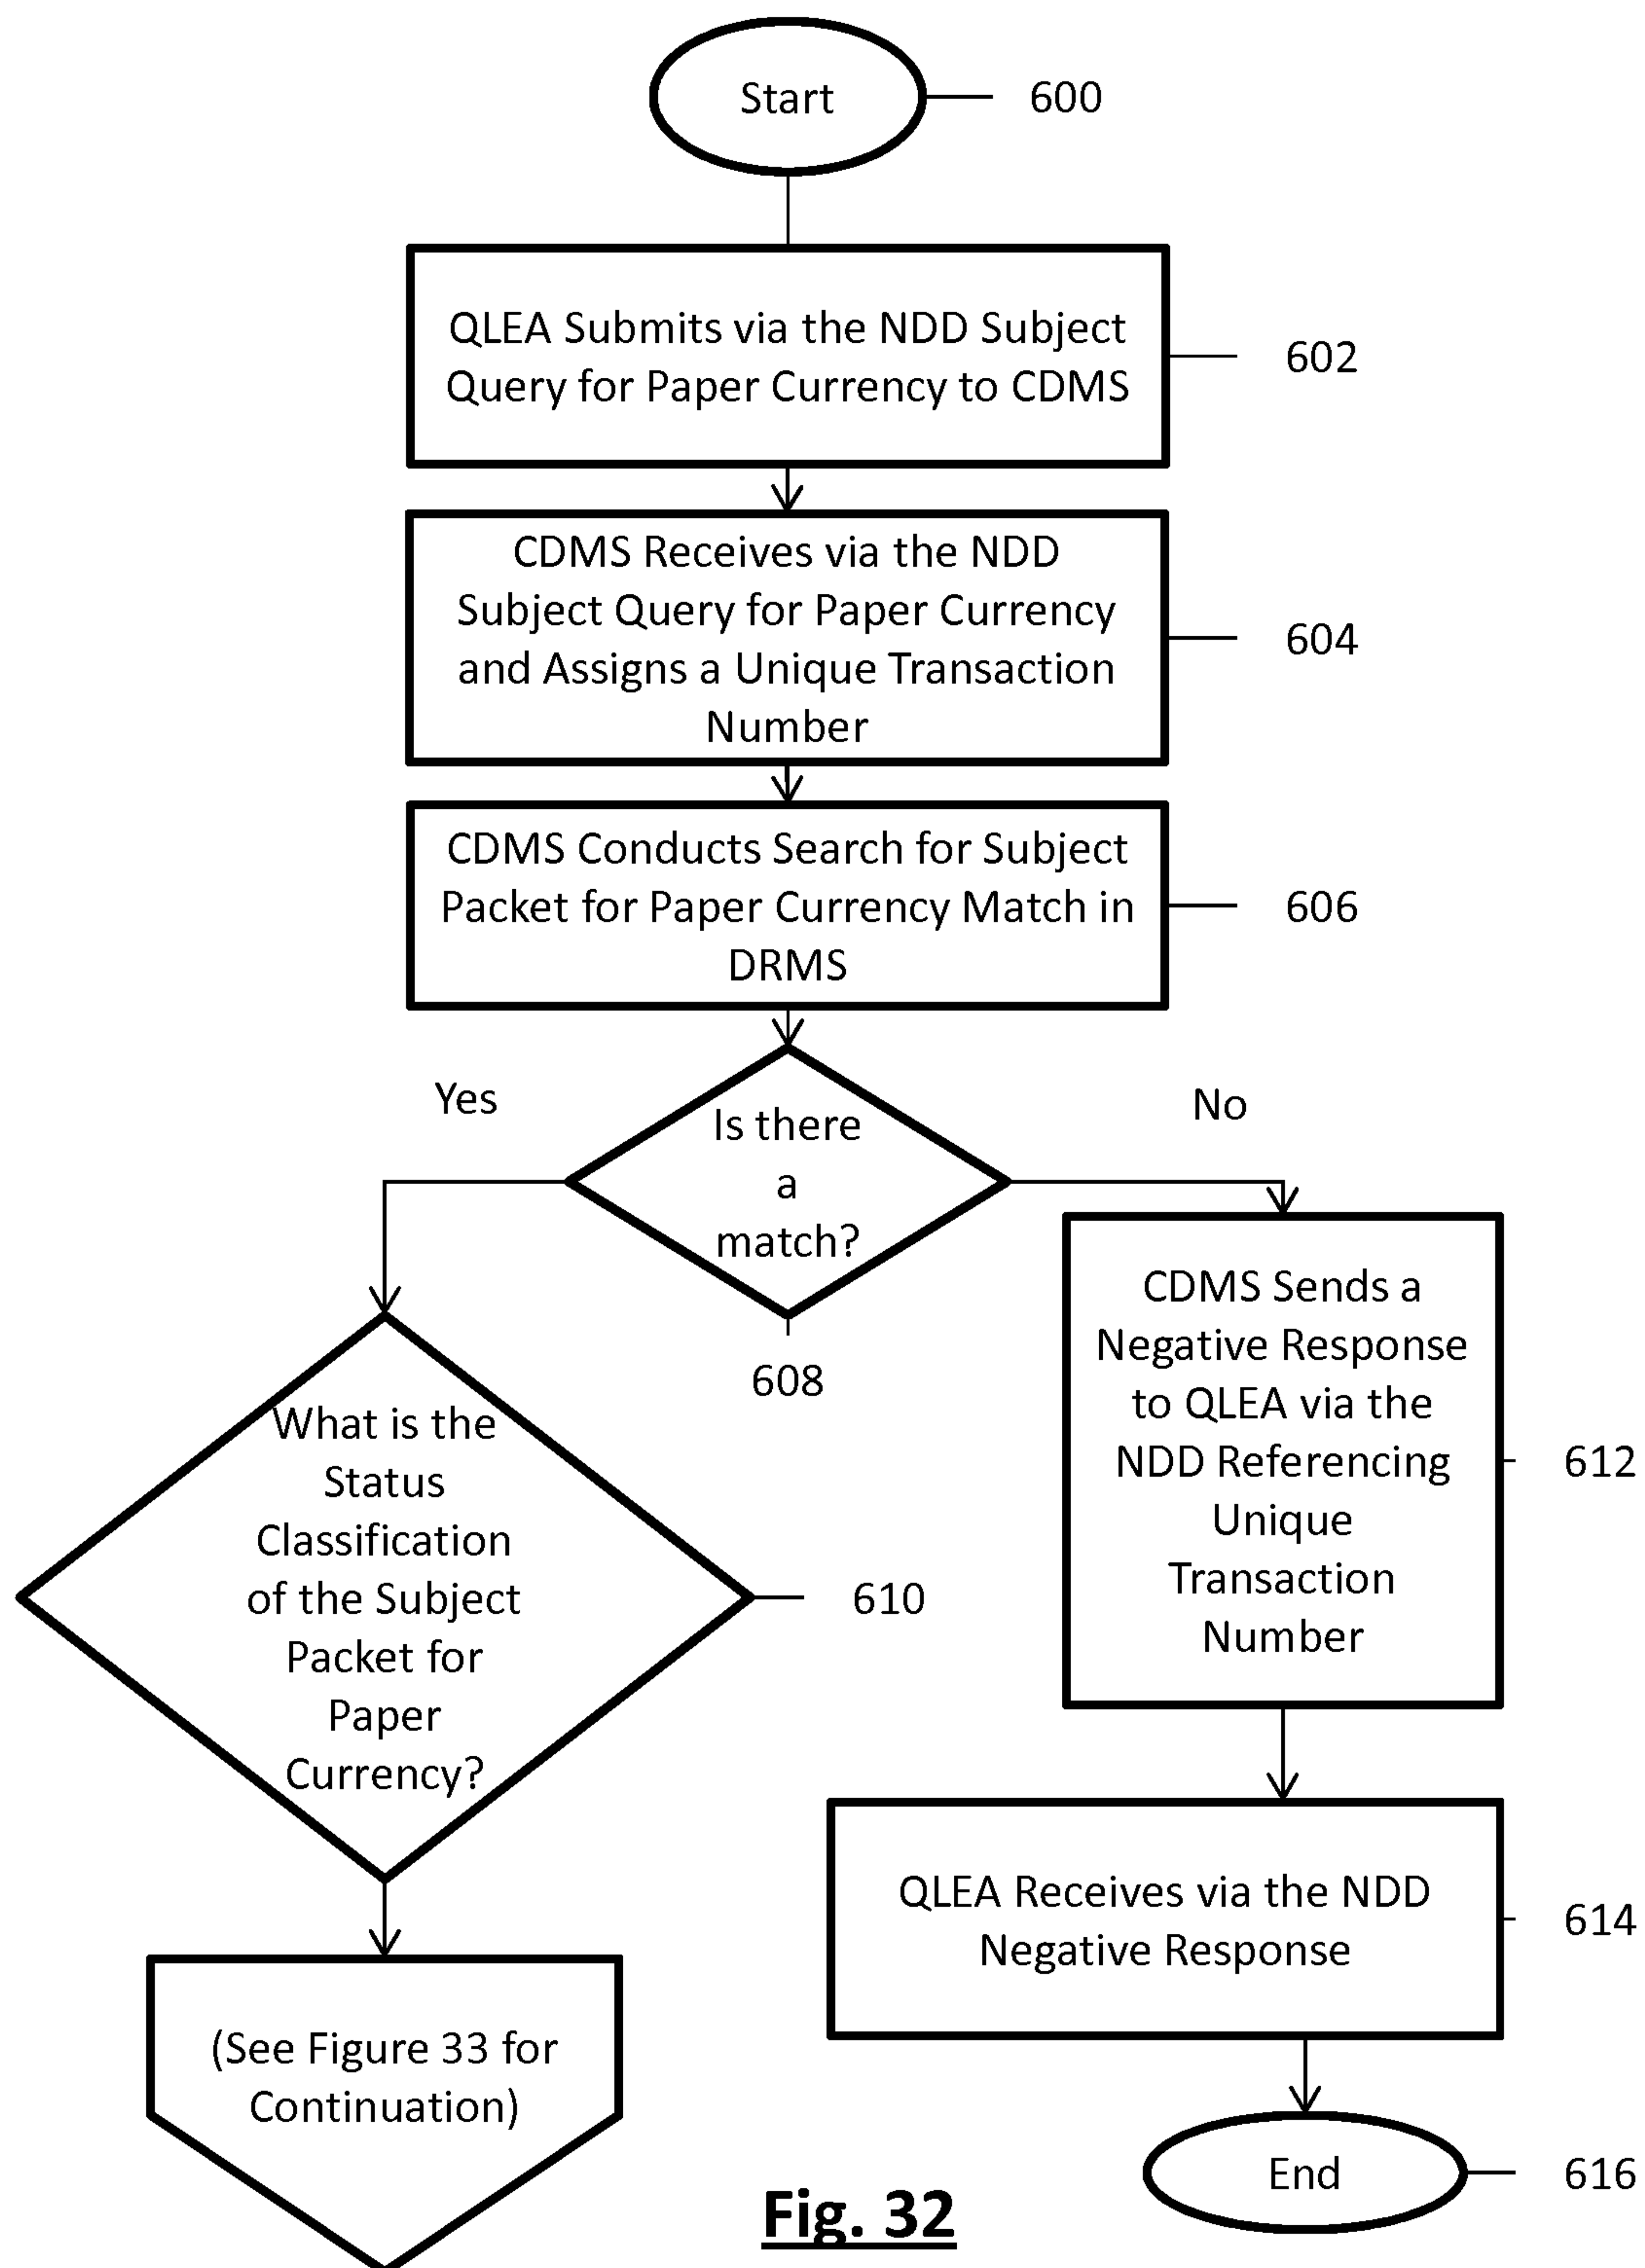 Start
600
QLEA Submits via the NDD Subject
Query for Paper Currency to CDMS
602
CDMS Receives via the NDD
Subject Query for Paper Currency
and Assigns a Unique Transaction
Number
604
CDMS Conducts Search for Subject
Packet for Paper Currency Match in
DRMS
606
Yes
Is there
a
match?
No
608
What is the
Status
Classification
of the Subject
Packet for
Paper
Currency?
610
CDMS Sends a
Negative Response
to QLEA via the
NDD Referencing
Unique
Transaction
Number
612
QLEA Receives via the NDD
Negative Response
614
(See Figure 33 for
Continuation)
End
616
Fig. 32